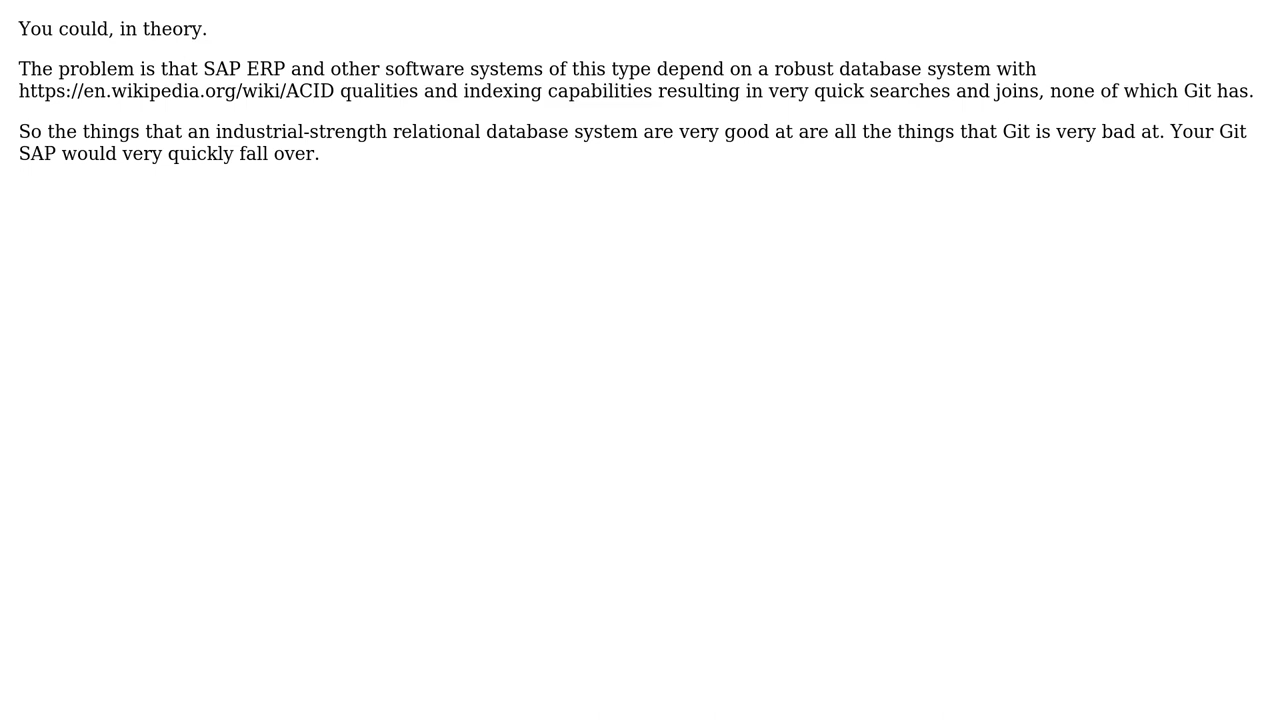 You could, in theory.
The problem is that SAP ERP and other software systems of this type depend on a robust database system with
https://en.wikipedia.org/wiki/ACID qualities and indexing capabilities resulting in very quick searches and joins, none of which Git has.
So the things that an industrial-strength relational database system are very good at are all the things that Git is very bad at. Your Git
SAP would very quickly fall over.